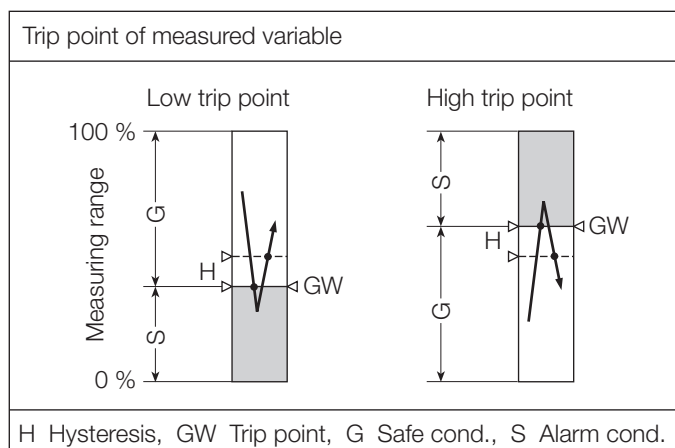 Trip point of measured variable
Low trip point
High trip point
100 %
Measuring range
0 %
G
S
H
GW
S
G
H
GW
H Hysteresis, GW Trip point, G Safe cond., S Alarm cond.